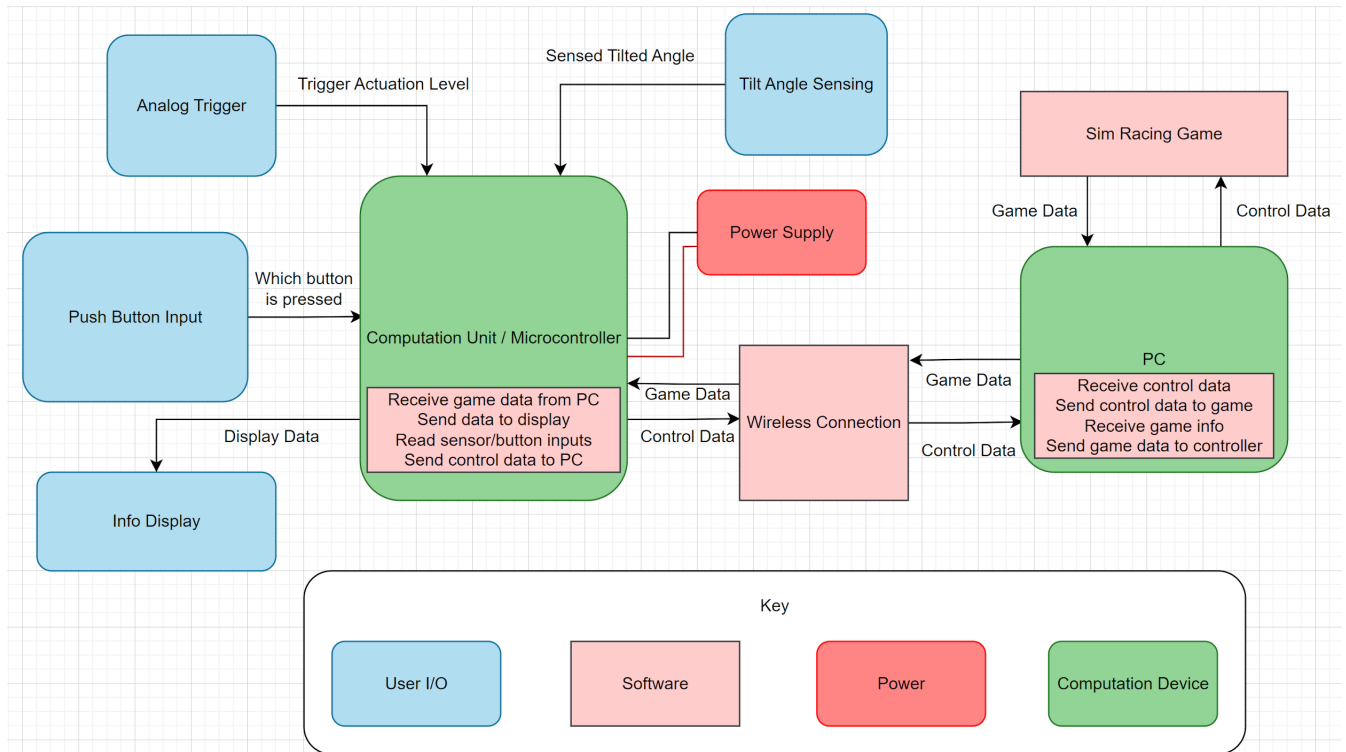 Analog Trigger
Trigger Actuation Level
Sensed Tilted Angle
Tilt Angle Sensing
Sim Racing Game
Game Data
Control Data
Power Supply
Push Button Input
Which button
is pressed
Computation Unit / Microcontroller
Receive game data from PC
Send data to display
Read sensor/button inputs
Send control data to PC
Display Data
Info Display
Game Data
Control Data
Wireless Connection
Game Data
Control Data
PC
Receive control data
Send control data to game
Receive game info
Send game data to controller
Key
User I/O
Software
Power
Computation Device